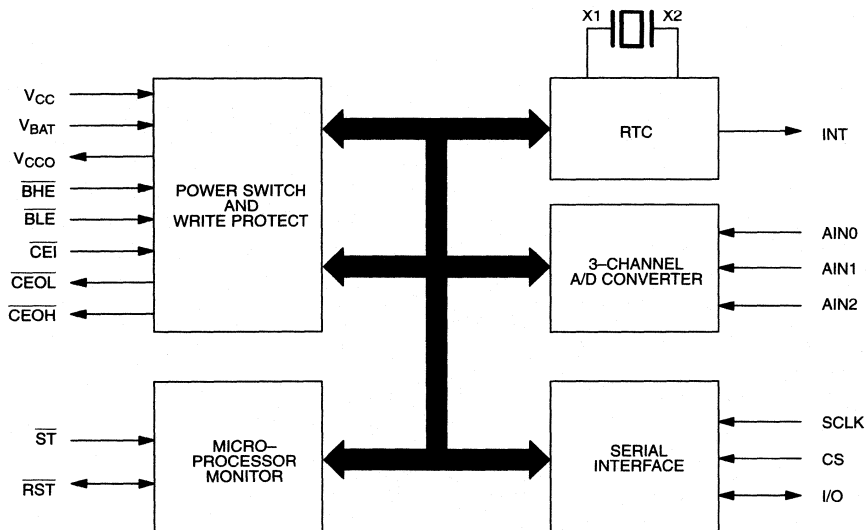 X1 X2
VCC
VBAT
VCCO
BHE
BLE
CEI
CEOL
CEOH
POWER SWITCH
AND
WRITE PROTECT
RTC
INT
3–CHANNEL
A/D CONVERTER
AIN0
AIN1
AIN2
ST
RST
MICRO–
PROCESSOR
MONITOR
SERIAL
INTERFACE
SCLK
CS
I/O